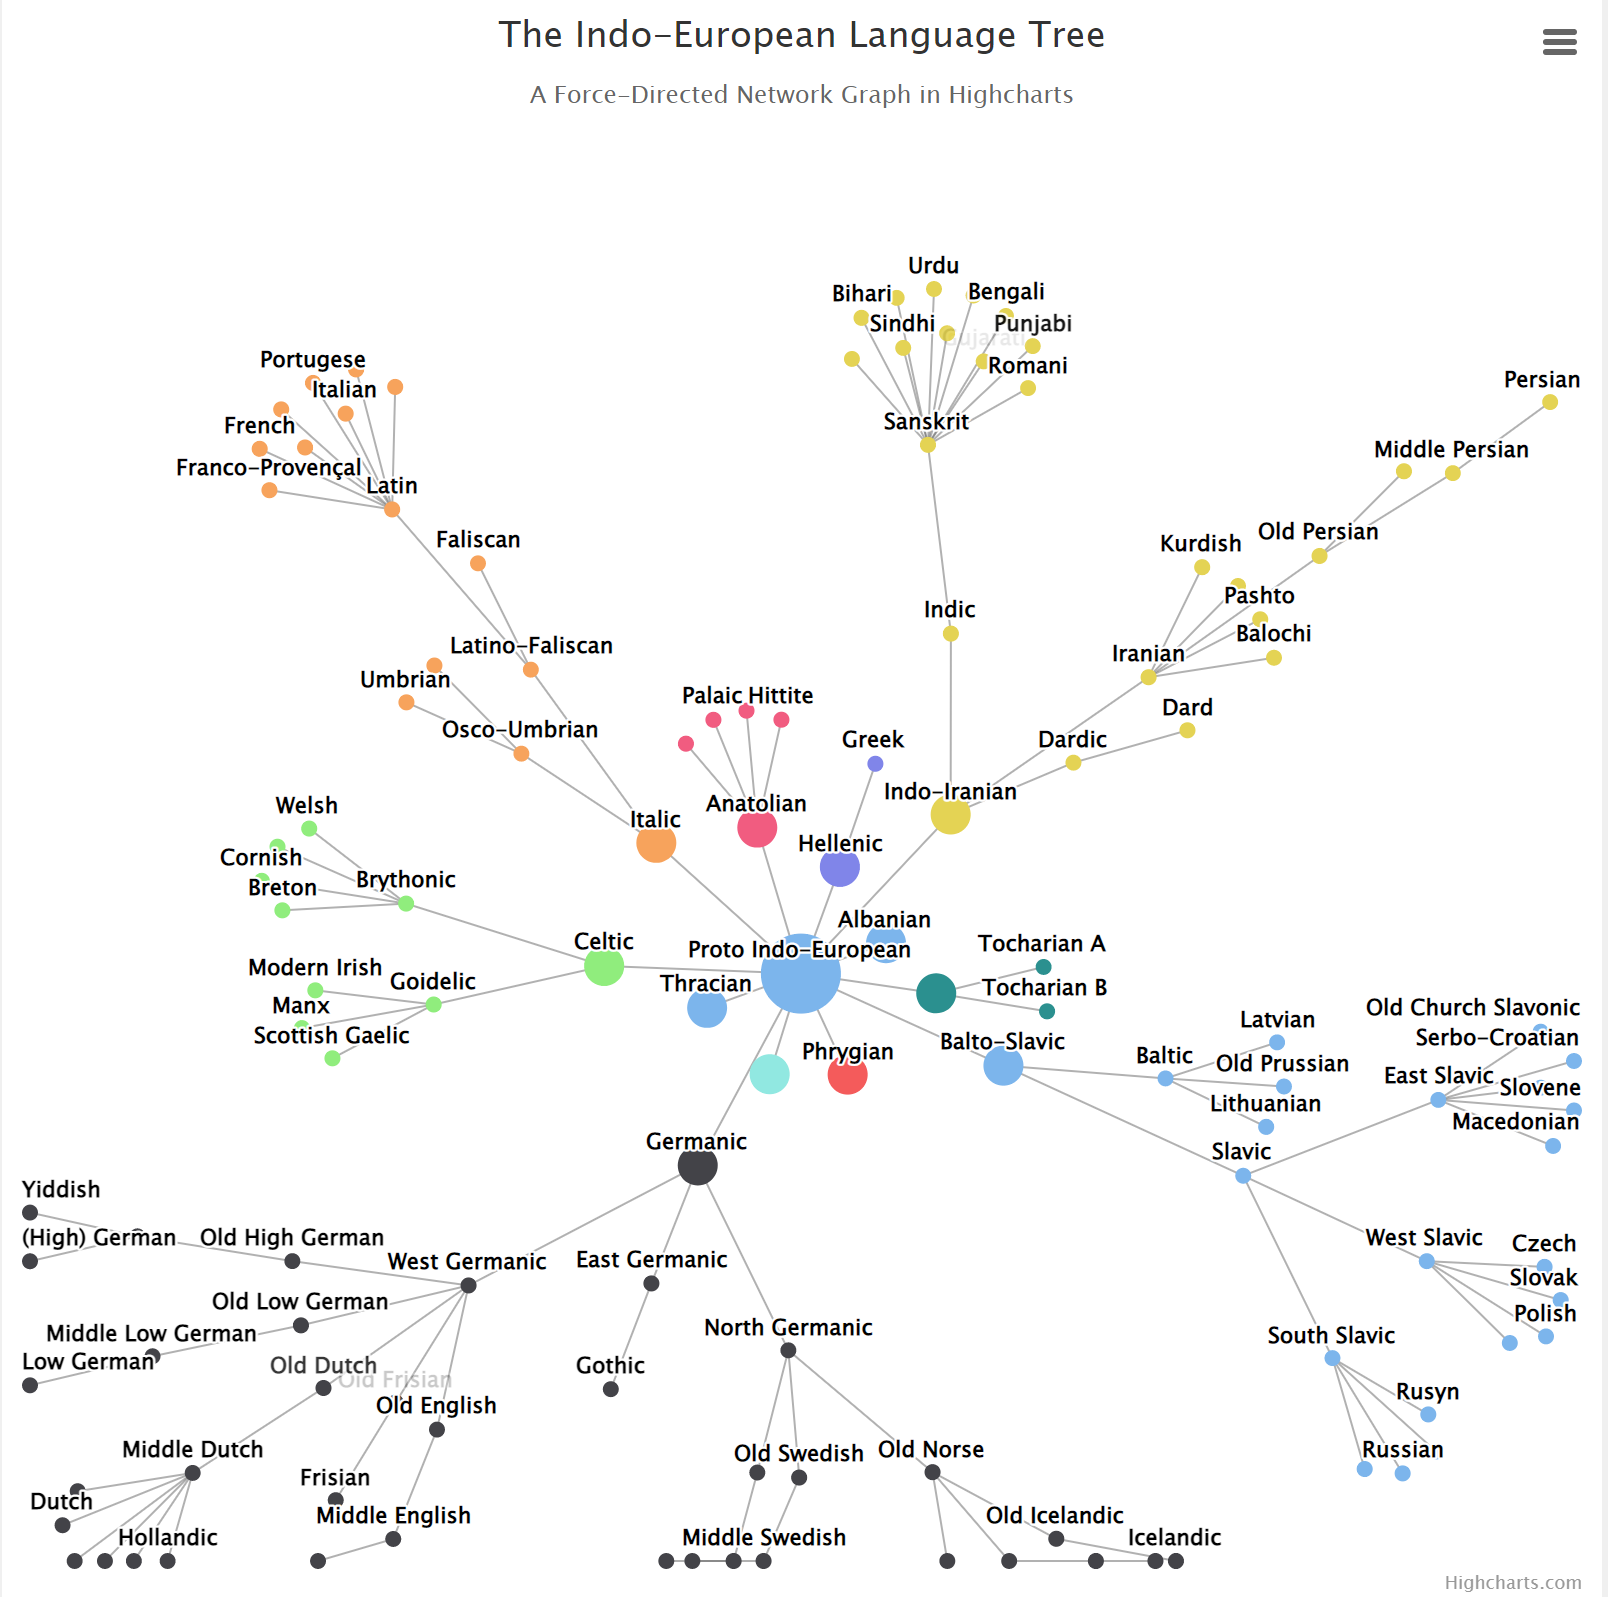 The Indo-European Language Tree
A Force-Directed Network Graph in Highcharts
Urdu
Bihari
Bengali
Sindhi
Punjabi
Gujarati
Romani
Sanskrit
Portugese
Italian
French
Franco-Provençal
Latin
Persian
Middle Persian
Old Persian
Kurdish
Pashto
Balochi
Iranian
Faliscan
Indic
Latino-Faliscan
Umbrian
Osco-Umbrian
Palaic
Hittite
Dard
Dardic
Greek
Indo-Iranian
Anatolian
Italic
Hellenic
Welsh
Cornish
Breton
Brythonic
Albanian
Celtic
Proto Indo-European
Tocharian A
Tocharian B
Thracian
Modern Irish
Goidelic
Manx
Scottish Gaelic
Phrygian
Balto-Slavic
Latvian
Baltic
Old Prussian
Lithuanian
Old Church Slavonic
Serbo-Croatian
East Slavic
Slovene
Macedonian
Slavic
Germanic
Yiddish
(High) German
Old High German
West Germanic
East Germanic
West Slavic
Czech
Slovak
Polish
Old Low German
Middle Low German
Low German
North Germanic
South Slavic
Old Dutch
Old Frisian
Gothic
Old English
Rusyn
Russian
Middle Dutch
Old Swedish
Old Norse
Frisian
Dutch
Middle English
Old Icelandic
Hollandic
Middle Swedish
Icelandic
Highcharts.com